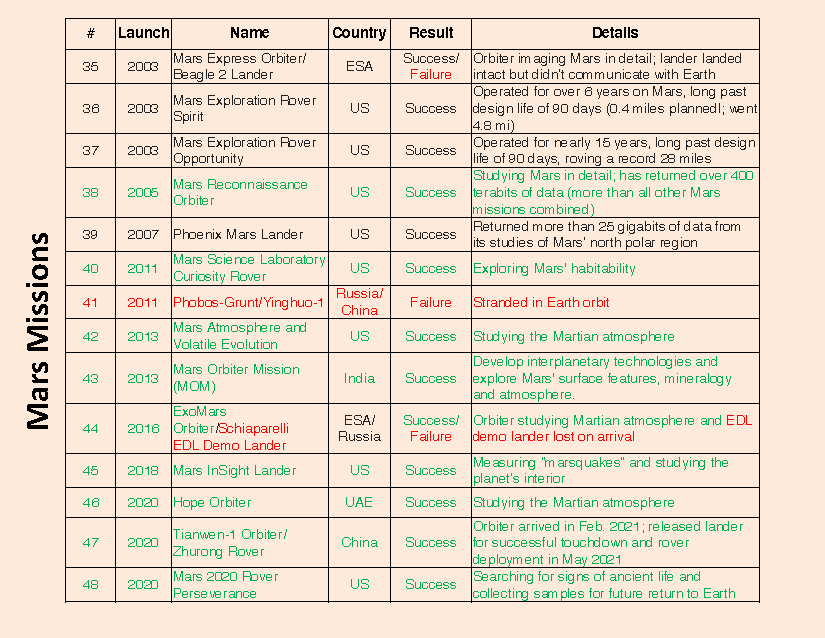 Mars Missions
# Launch Name Country Result Details
35 2003 Mars Express Orbiter/ Beagle 2 Lander ESA Success/ Failure Orbiter imaging Mars in detail; lander landed intact but didn't communicate with Earth
36 2003 Mars Exploration Rover Spirit US Success Operated for over 6 years on Mars, long past design life of 90 days (0.4 miles plannedl; went 4.8 mi)
37 2003 Mars Exploration Rover Opportunity US Success Operated for nearly 15 years, long past design life of 90 days, roving a record 28 miles
38 2005 Mars Reconnaissance Orbiter US Success Studying Mars in detail; has returned over 400 terabits of data (more than all other Mars missions combined)
39 2007 Phoenix Mars Lander US Success Returned more than 25 gigabits of data from its studies of Mars' north polar region
40 2011 Mars Science Laboratory Curiosity Rover US Success Exploring Mars' habitability
41 2011 Phobos-Grunt/Yinghuo-1 Russia/ China Failure Stranded in Earth orbit
42 2013 Mars Atmosphere and Volatile Evolution US Success Studying the Martian atmosphere
43 2013 Mars Orbiter Mission (MOM) India Success Develop interplanetary technologies and explore Mars' surface features, mineralogy and atmosphere.
44 2016 ExoMars Orbiter/Schiaparelli EDL Demo Lander ESA/ Russia Success/ Failure Orbiter studying Martian atmosphere and EDL demo lander lost on arrival
45 2018 Mars InSight Lander US Success Measuring "marsquakes" and studying the planet's interior
46 2020 Hope Orbiter UAE Success Studying the Martian atmosphere
47 2020 Tianwen-1 Orbiter/ Zhurong Rover China Success Orbiter arrived in Feb. 2021; released lander for successful touchdown and rover deployment in May 2021
48 2020 Mars 2020 Rover Perseverance US Success Searching for signs of ancient life and collecting samples for future return to Earth